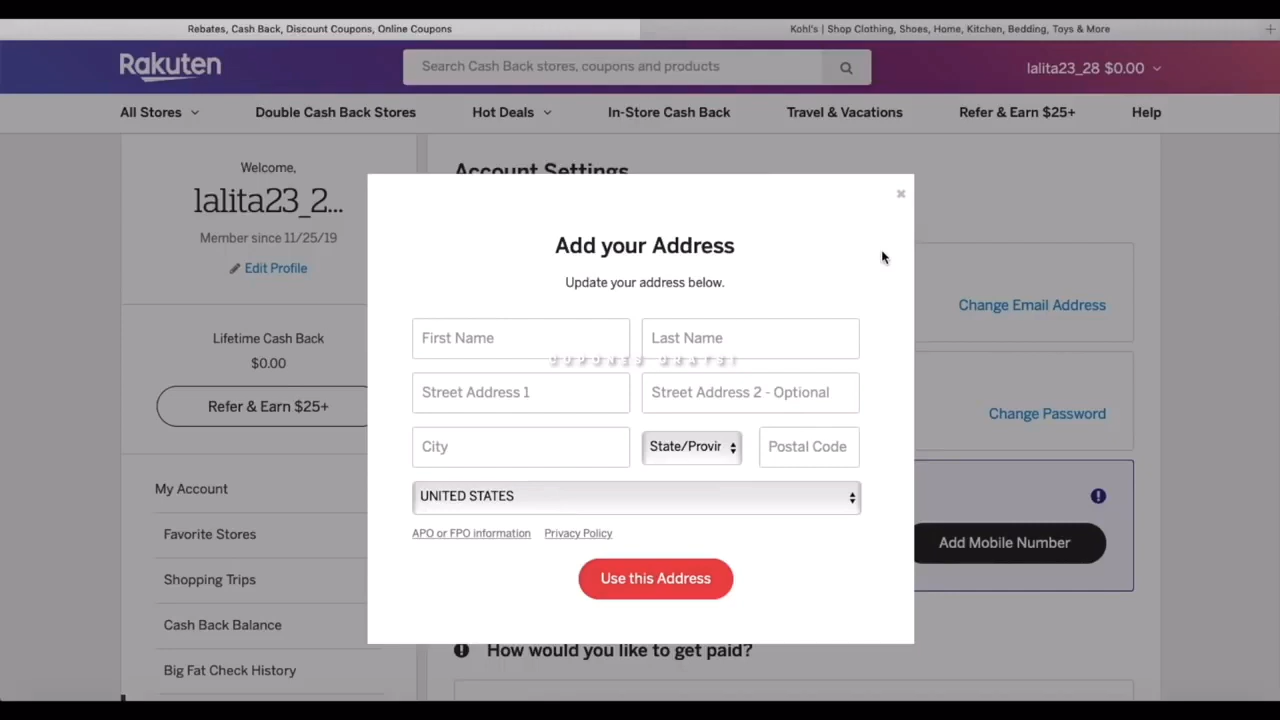 Rebates, Cash Back, Discount Coupons, Online Coupons
Kohl's | Shop Clothing, Shoes, Home, Kitchen, Bedding, Toys & More
Rakuten
Search Cash Back stores, coupons and products
lalita23_28 $0.00
All Stores
Double Cash Back Stores
Hot Deals
In-Store Cash Back
Travel & Vacations
Refer & Earn $25+
Help
Welcome,
lalita23_2...
Member since 11/25/19
Edit Profile
Lifetime Cash Back
$0.00
Refer & Earn $25+
My Account
Favorite Stores
Shopping Trips
Cash Back Balance
Big Fat Check History
Account Settings
Add your Address
Update your address below.
First Name
Last Name
CUPONES GRATS!
Street Address 1
Street Address 2 - Optional
City
State/Provir
Postal Code
UNITED STATES
APO or FPO information
Privacy Policy
Use this Address
Change Email Address
Change Password
Add Mobile Number
How would you like to get paid?